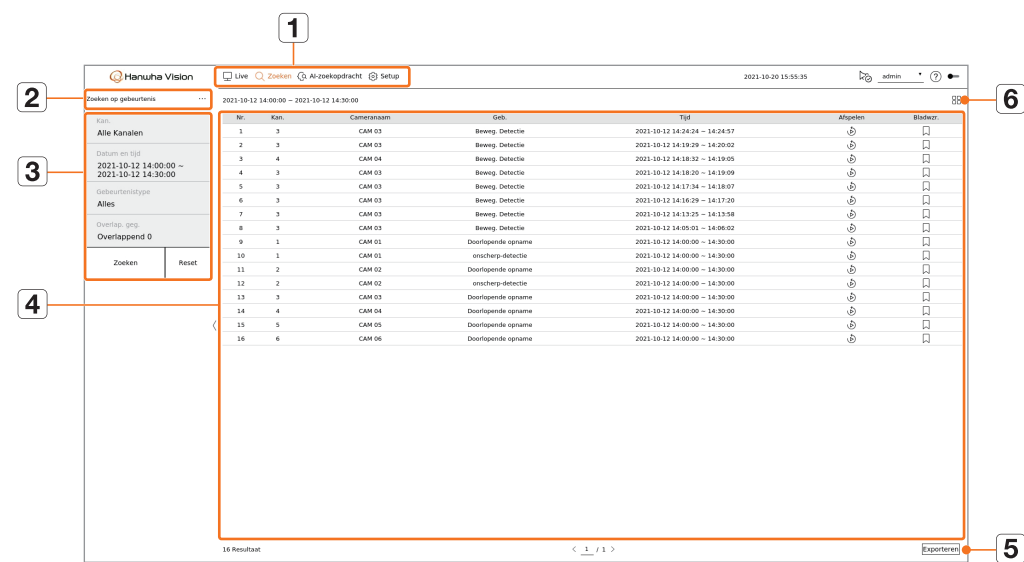 1
Hanwha Vision
Live Zoeken AI-zoekopdracht Setup
2021-10-20 15:55:35
admin ?
2
Zoeken op gebeurtenis ...
2021-10-12 14:00:00 ~ 2021-10-12 14:30:00
6
3
Kan.
Alle Kanalen
Datum en tijd
2021-10-12 14:00:00 ~
2021-10-12 14:30:00
Gebeurtenistype
Alles
Overlap. geg.
Overlappend 0
Zoeken Reset
4
Nr. Kan. Cameranaam Geb. Tijd Afspelen Bladwzr.
1 3 CAM 03 Beweg. Detectie 2021-10-12 14:24:24 ~ 14:24:57
2 3 CAM 03 Beweg. Detectie 2021-10-12 14:19:29 ~ 14:20:02
3 4 CAM 04 Beweg. Detectie 2021-10-12 14:18:32 ~ 14:19:05
4 3 CAM 03 Beweg. Detectie 2021-10-12 14:18:20 ~ 14:19:09
5 3 CAM 03 Beweg. Detectie 2021-10-12 14:17:34 ~ 14:18:07
6 3 CAM 03 Beweg. Detectie 2021-10-12 14:16:29 ~ 14:17:20
7 3 CAM 03 Beweg. Detectie 2021-10-12 14:13:25 ~ 14:13:58
8 3 CAM 03 Beweg. Detectie 2021-10-12 14:05:01 ~ 14:06:02
9 1 CAM 01 Doorlopende opname 2021-10-12 14:00:00 ~ 14:30:00
10 1 CAM 01 onscherp-detectie 2021-10-12 14:00:00 ~ 14:30:00
11 2 CAM 02 Doorlopende opname 2021-10-12 14:00:00 ~ 14:30:00
12 2 CAM 02 onscherp-detectie 2021-10-12 14:00:00 ~ 14:30:00
13 3 CAM 03 Doorlopende opname 2021-10-12 14:00:00 ~ 14:30:00
14 4 CAM 04 Doorlopende opname 2021-10-12 14:00:00 ~ 14:30:00
15 5 CAM 05 Doorlopende opname 2021-10-12 14:00:00 ~ 14:30:00
16 6 CAM 06 Doorlopende opname 2021-10-12 14:00:00 ~ 14:30:00
16 Resultaat
< 1 / 1 >
Exporteren
5